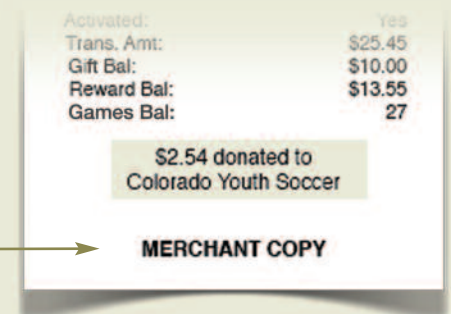 Activated: Yes
Trans. Amt: $25.45
Gift Bal: $10.00
Reward Bal: $13.55
Games Bal: 27
$2.54 donated to
Colorado Youth Soccer
MERCHANT COPY